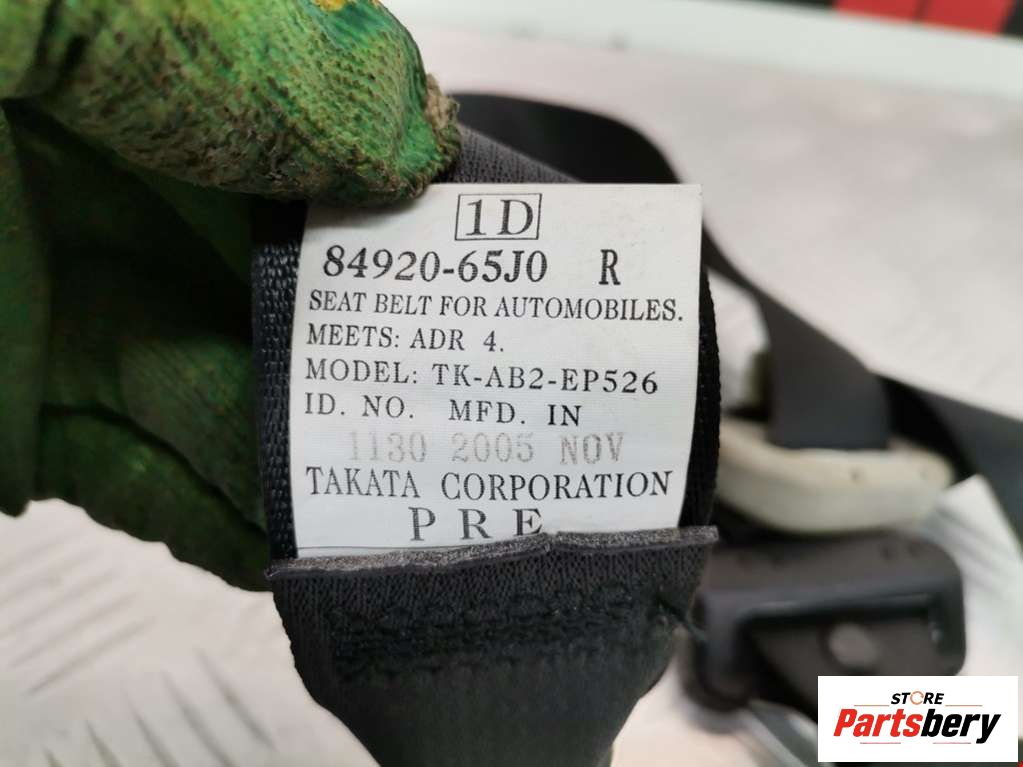 1D
84920-65J0 R
SEAT BELT FOR AUTOMOBILES.
MEETS: ADR 4.
MODEL: TK-AB2-EP526
ID. NO. MFD. IN
1130 2005 NOV
TAKATA CORPORATION
PRE
STORE
Partsbery